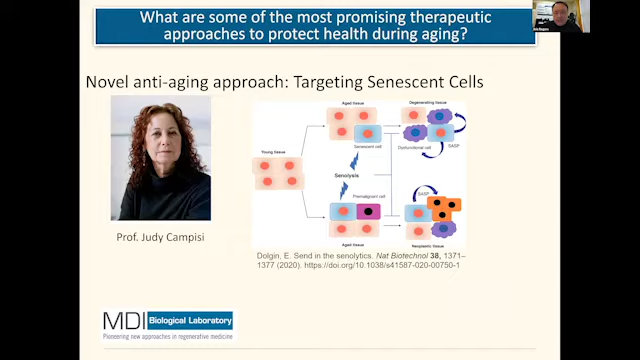 What are some of the most promising therapeutic
approaches to protect health during aging?
Novel anti-aging approach: Targeting Senescent Cells
Prof. Judy Campisi
Young tissue
Aged tissue
Senescent cell
Senolysis
Premalignant cell
Aged tissue
Degenerating tissue
Dysfunctional cell
SASP
SASP
Neoplastic tissue
Dolgin, E. Send in the senolytics. Nat Biotechnol 38, 1371–
1377 (2020). https://doi.org/10.1038/s41587-020-00750-1
MDI Biological Laboratory
Pioneering new approaches in regenerative medicine